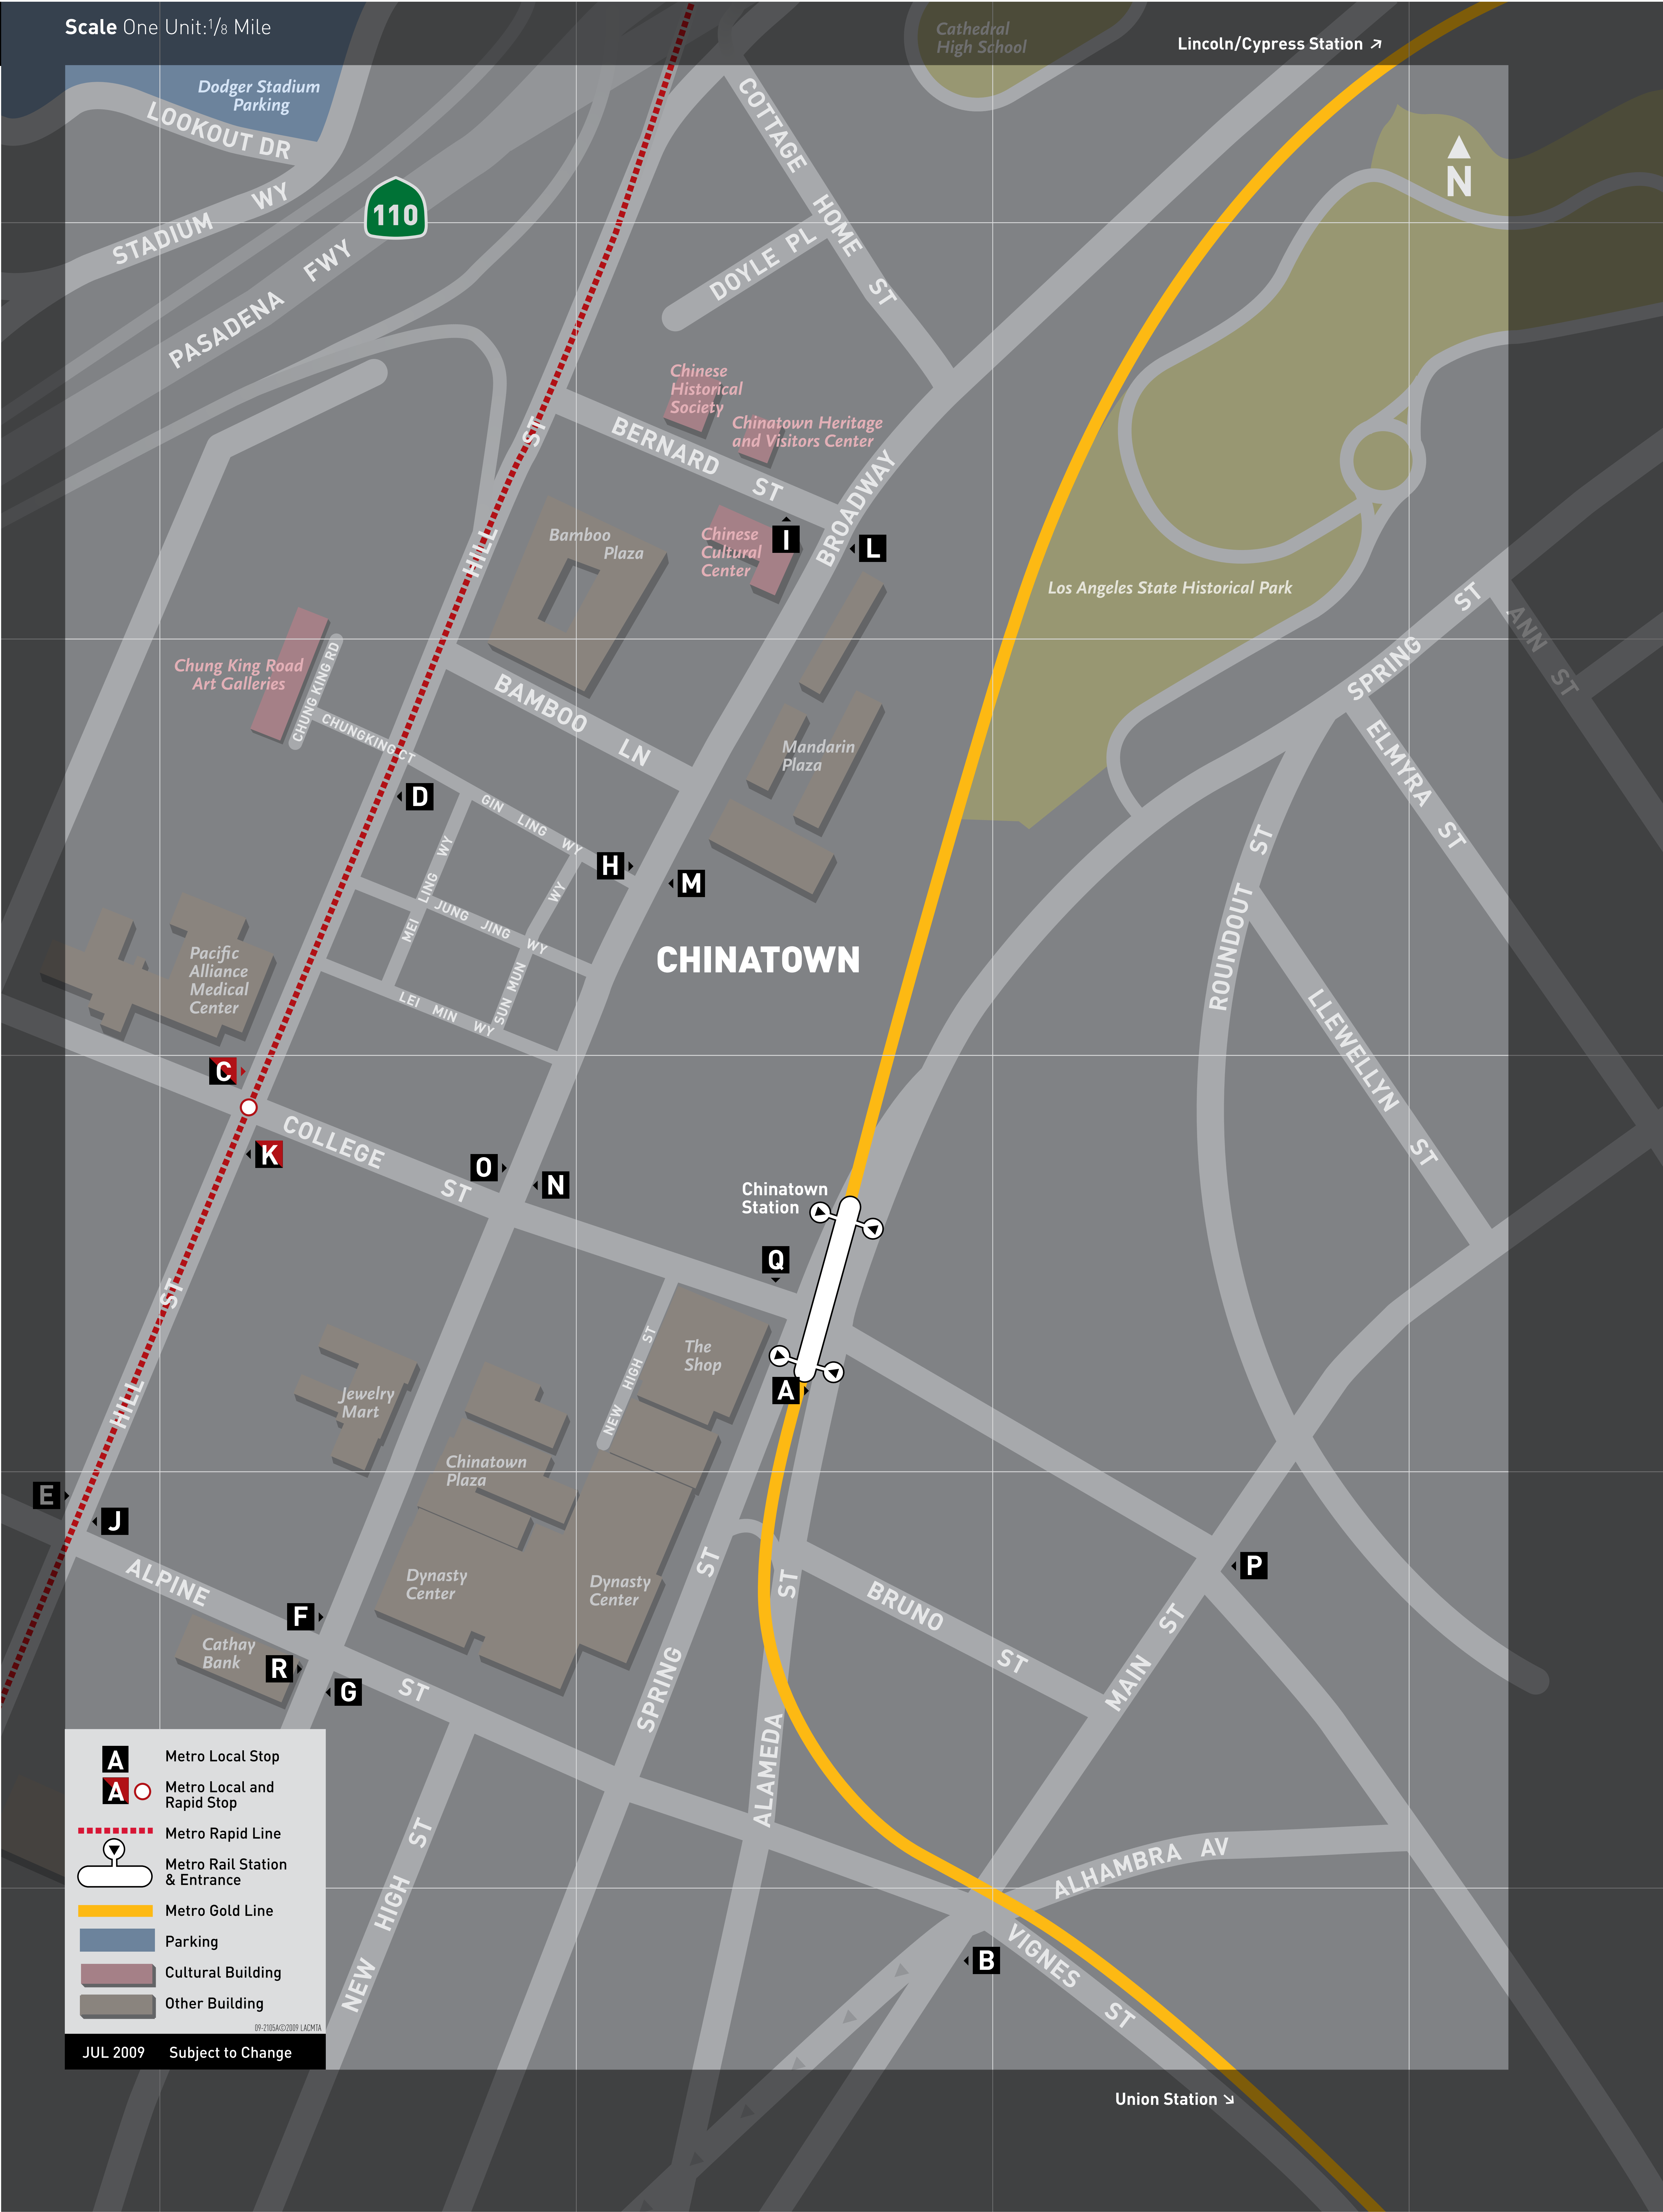 Scale One Unit:1/8 Mile
Cathedral
High School
Lincoln/Cypress Station ↗
Dodger Stadium
Parking
LOOKOUT DR
COTTAGE HOME ST
N
STADIUM WY
110
PASADENA FWY
DOYLE PL
Chinese
Historical
Society
Chinatown Heritage
and Visitors Center
BERNARD ST
HILL ST
BROADWAY
Bamboo
Plaza
Chinese
Cultural
Center
I
L
Los Angeles State Historical Park
SPRING ST
ANN ST
Chung King Road
Art Galleries
CHUNG KING RD
CHUNGKING CT
BAMBOO LN
Mandarin
Plaza
ELMYRA ST
D
GIN LING WY
H
M
MEI LING WY
JUNG JING WY
SUN MUN WY
LEI MIN WY
CHINATOWN
ROUNDOUT ST
LLEWELLYN ST
Pacific
Alliance
Medical
Center
C
K
COLLEGE ST
O
N
Chinatown
Station
Q
HILL ST
NEW HIGH ST
The
Shop
Jewelry
Mart
A
Chinatown
Plaza
E
J
ALPINE ST
Dynasty
Center
Dynasty
Center
P
BRUNO ST
MAIN ST
F
Cathay
Bank
R
G
SPRING ST
ALAMEDA ST
NEW HIGH ST
ALHAMBRA AV
B
VIGNES ST
A Metro Local Stop
A Metro Local and
Rapid Stop
Metro Rapid Line
Metro Rail Station
& Entrance
Metro Gold Line
Parking
Cultural Building
Other Building
09-2105A©2009 LACMTA
JUL 2009 Subject to Change
Union Station ↘